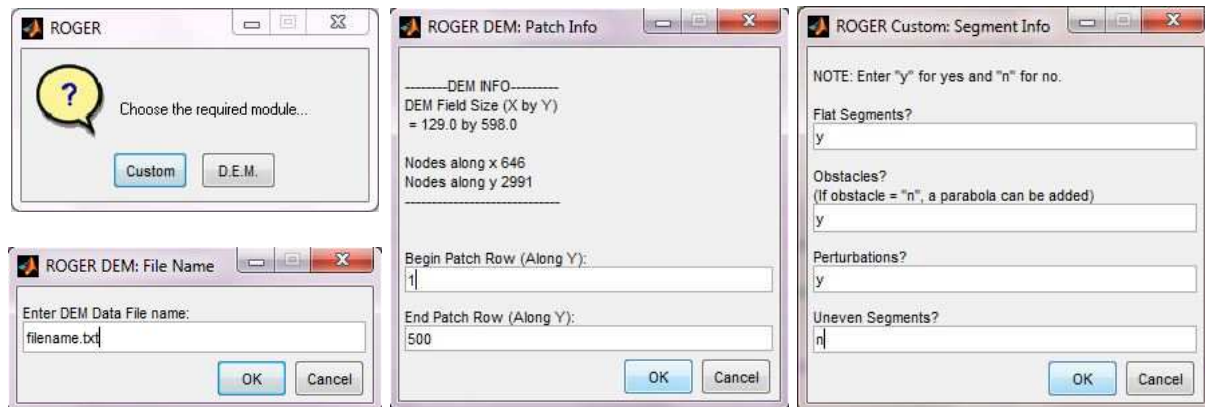 ROGER
Choose the required module...
Custom
D.E.M.
ROGER DEM: File Name
Enter DEM Data File name:
filename.txt
OK
Cancel
ROGER DEM: Patch Info
--------DEM INFO---------
DEM Field Size (X by Y)
= 129.0 by 598.0
Nodes along x 646
Nodes along y 2991
-----------------------------
Begin Patch Row (Along Y):
1
End Patch Row (Along Y):
500
OK
Cancel
ROGER Custom: Segment Info
NOTE: Enter "y" for yes and "n" for no.
Flat Segments?
y
Obstacles?
(If obstacle = "n", a parabola can be added)
y
Perturbations?
y
Uneven Segments?
n
OK
Cancel